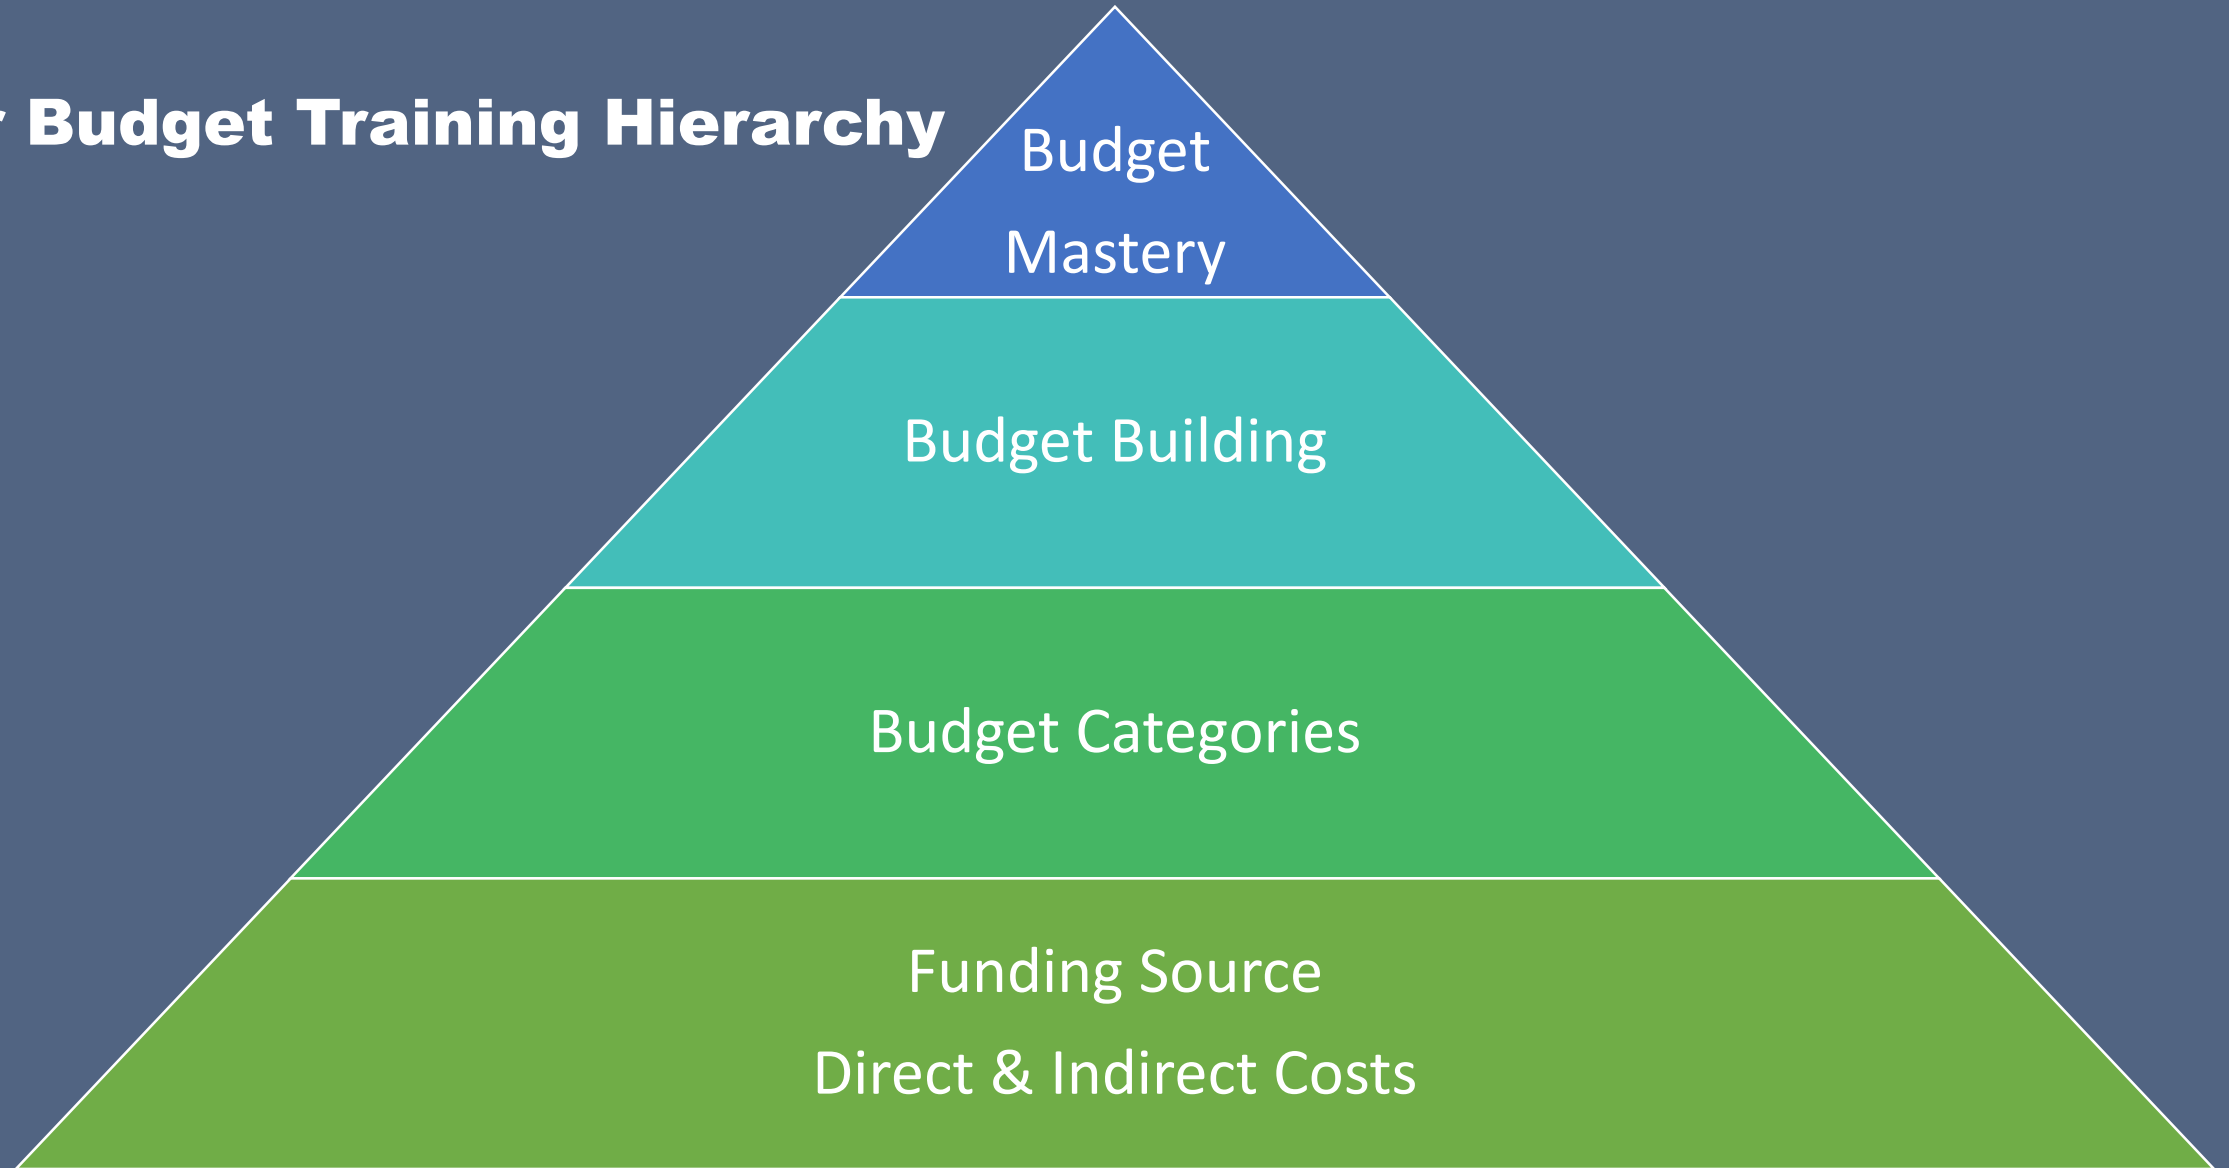 Budget Training Hierarchy
Budget
Mastery
Budget Building
Budget Categories
Funding Source
Direct & Indirect Costs